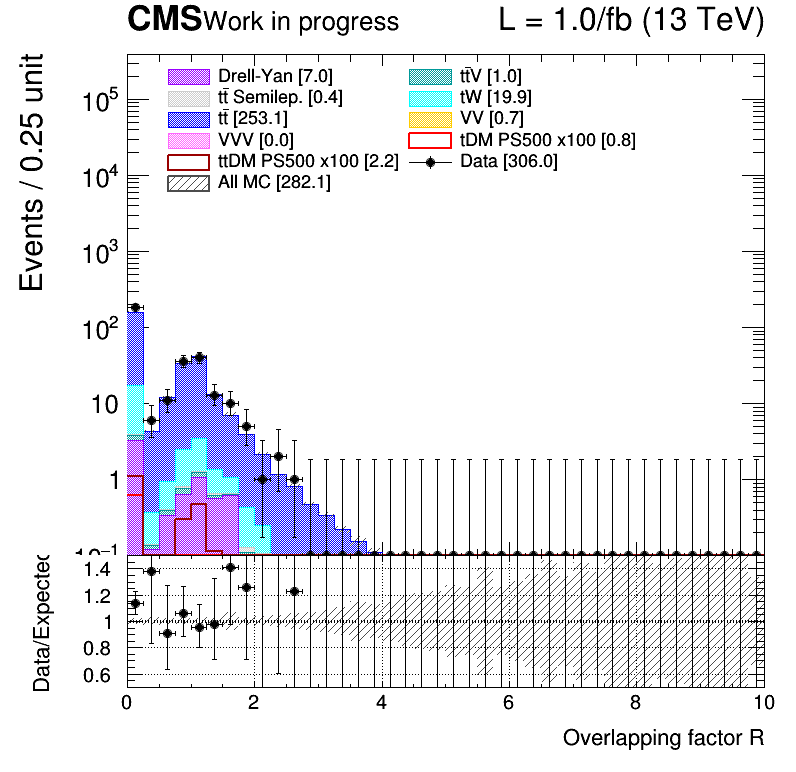 CMS Work in progress L = 1.0/fb (13 TeV)
Events / 0.25 unit
Drell-Yan [7.0]
tt̄ Semilep. [0.4]
tt̄ [253.1]
VVV [0.0]
ttDM PS500 x100 [2.2]
All MC [282.1]
tt̄V [1.0]
tW [19.9]
VV [0.7]
tDM PS500 x100 [0.8]
Data [306.0]
10⁵
10⁴
10³
10²
10
1
10⁻¹
Data/Expected
1.4
1.2
1
0.8
0.6
0 2 4 6 8 10
Overlapping factor R